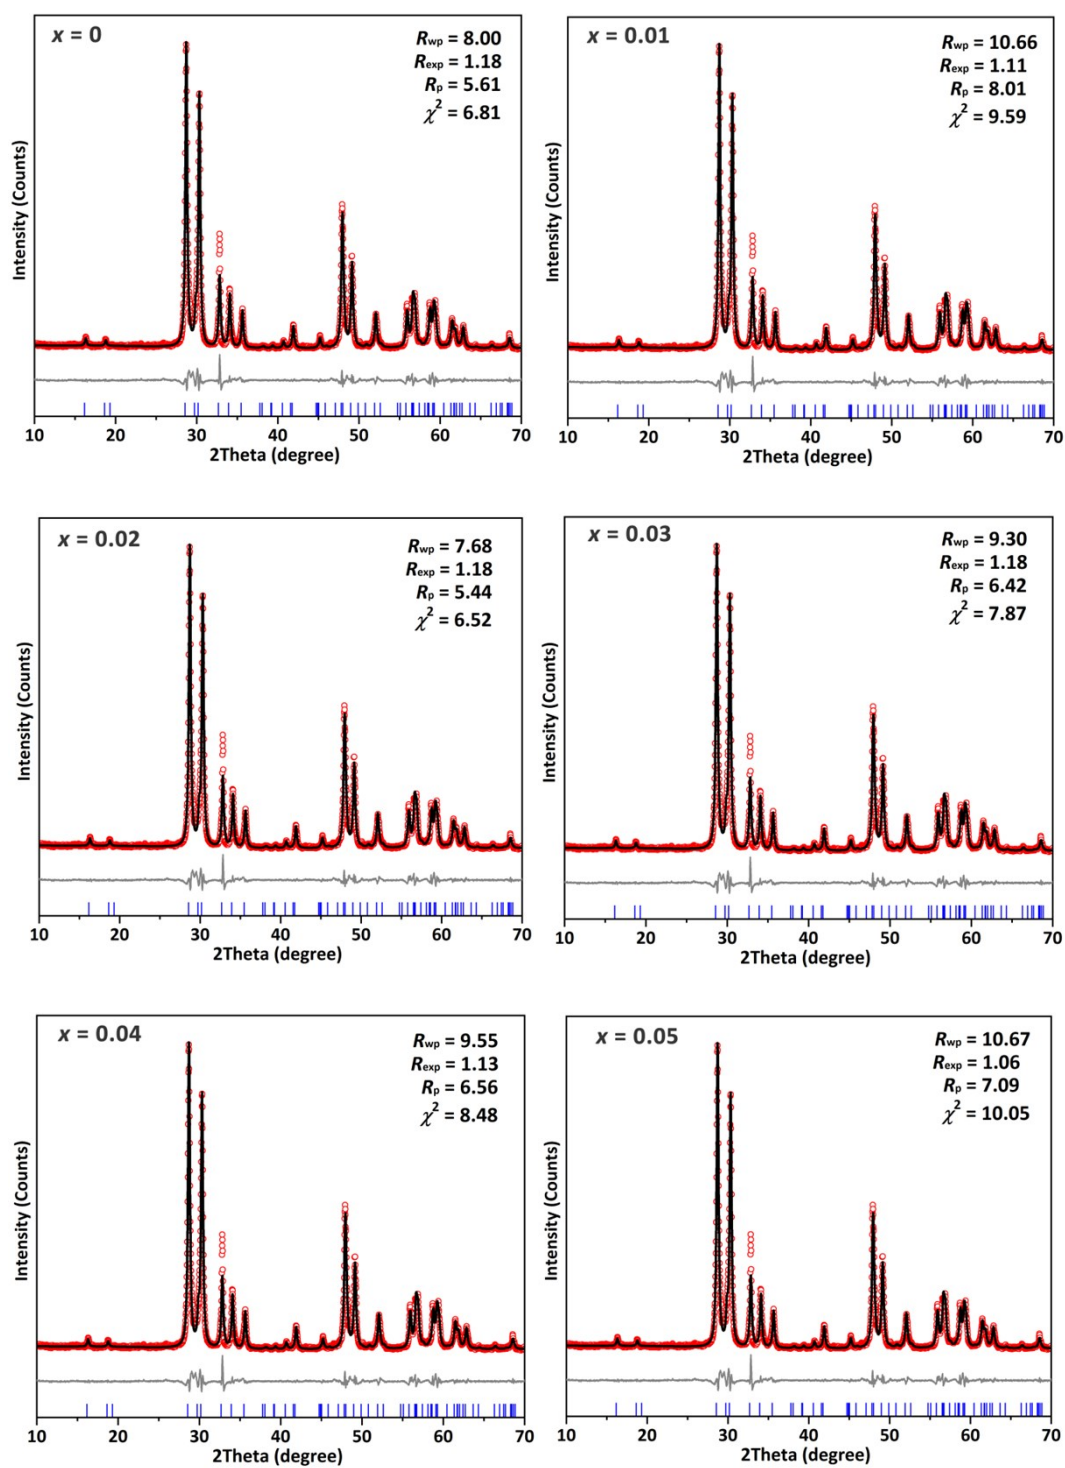 x = 0
Rwp = 8.00
Rexp = 1.18
Rp = 5.61
χ² = 6.81
Intensity (Counts)
10 20 30 40 50 60 70
2Theta (degree)
x = 0.01
Rwp = 10.66
Rexp = 1.11
Rp = 8.01
χ² = 9.59
Intensity (Counts)
10 20 30 40 50 60 70
2Theta (degree)
x = 0.02
Rwp = 7.68
Rexp = 1.18
Rp = 5.44
χ² = 6.52
Intensity (Counts)
10 20 30 40 50 60 70
2Theta (degree)
x = 0.03
Rwp = 9.30
Rexp = 1.18
Rp = 6.42
χ² = 7.87
Intensity (Counts)
10 20 30 40 50 60 70
2Theta (degree)
x = 0.04
Rwp = 9.55
Rexp = 1.13
Rp = 6.56
χ² = 8.48
Intensity (Counts)
10 20 30 40 50 60 70
2Theta (degree)
x = 0.05
Rwp = 10.67
Rexp = 1.06
Rp = 7.09
χ² = 10.05
Intensity (Counts)
10 20 30 40 50 60 70
2Theta (degree)